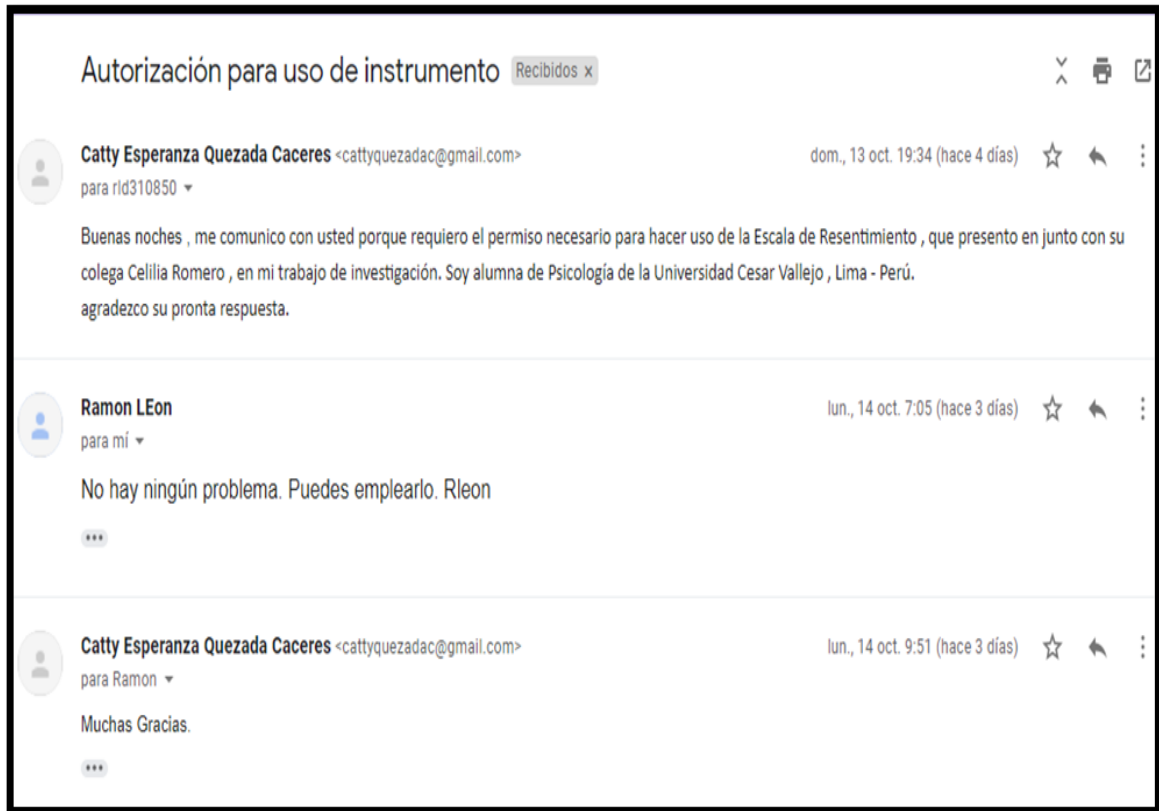 Autorización para uso de instrumento Recibidos x
Catty Esperanza Quezada Caceres <cattyquezadac@gmail.com> dom., 13 oct. 19:34 (hace 4 días)
para rld310850
Buenas noches , me comunico con usted porque requiero el permiso necesario para hacer uso de la Escala de Resentimiento , que presento en junto con su
colega Celilia Romero , en mi trabajo de investigación. Soy alumna de Psicología de la Universidad Cesar Vallejo , Lima - Perú.
agradezco su pronta respuesta.
Ramon LEon lun., 14 oct. 7:05 (hace 3 días)
para mí
No hay ningún problema. Puedes emplearlo. Rleon
Catty Esperanza Quezada Caceres <cattyquezadac@gmail.com> lun., 14 oct. 9:51 (hace 3 días)
para Ramon
Muchas Gracias.